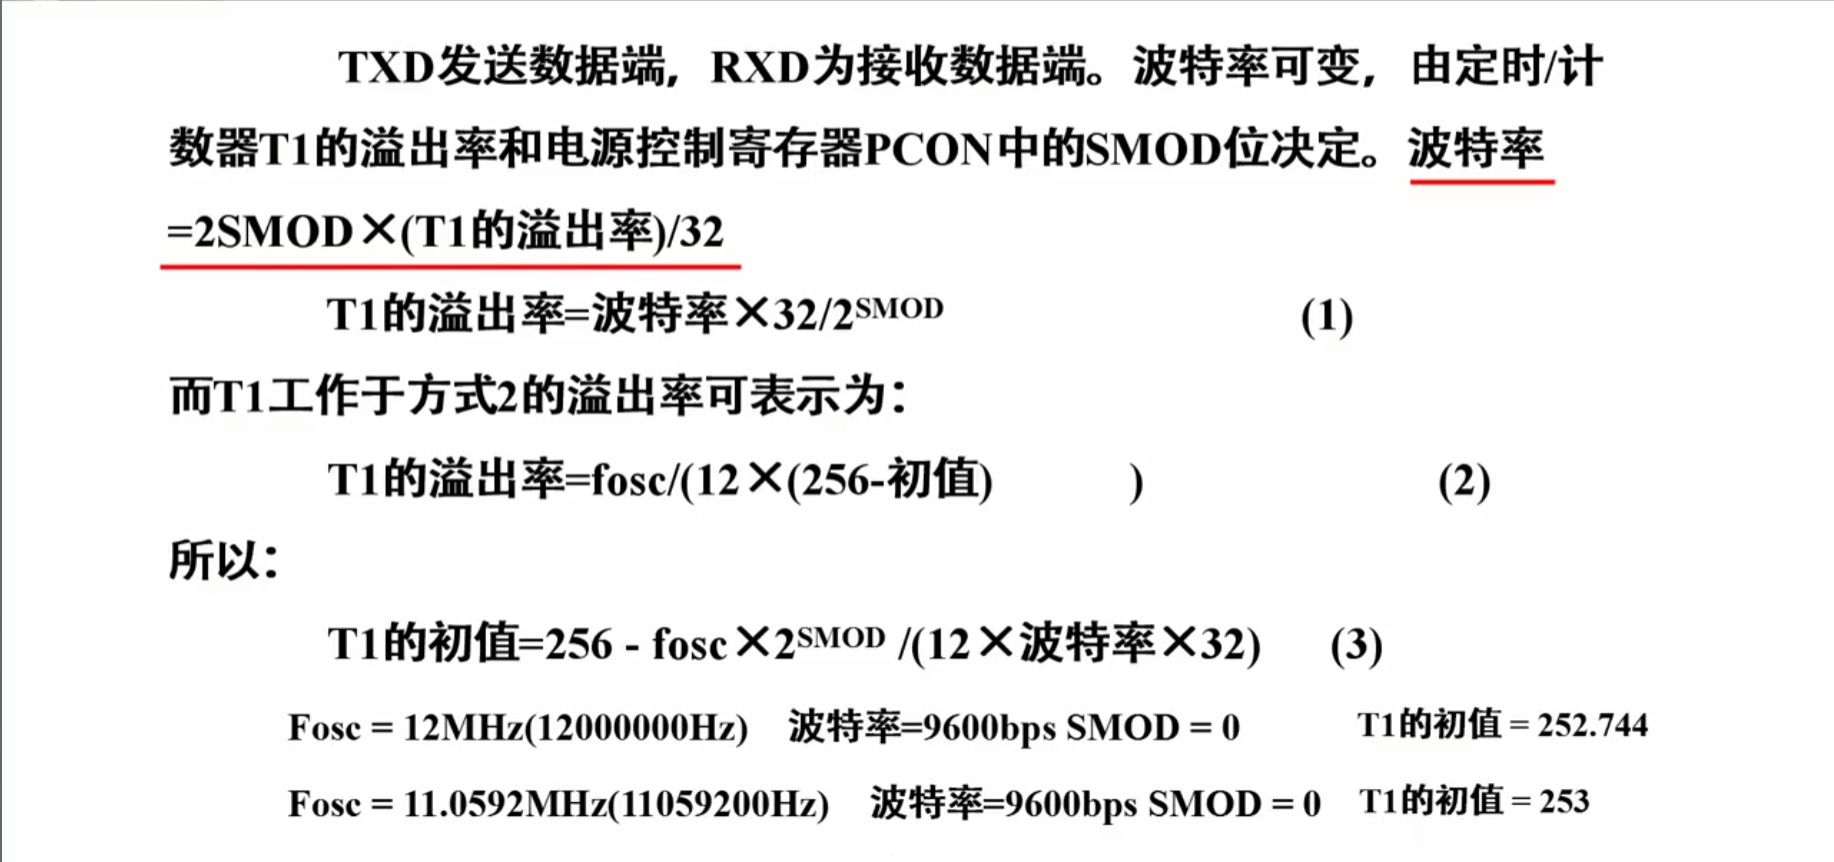 TXD发送数据端，RXD为接收数据端。波特率可变，由定时/计
数器T1的溢出率和电源控制寄存器PCON中的SMOD位决定。波特率
=2SMOD×(T1的溢出率)/32
T1的溢出率=波特率×32/2^SMOD (1)
而T1工作于方式2的溢出率可表示为：
T1的溢出率=fosc/(12×(256-初值) ) (2)
所以：
T1的初值=256 - fosc×2^SMOD /(12×波特率×32) (3)
Fosc = 12MHz(12000000Hz) 波特率=9600bps SMOD = 0 T1的初值 = 252.744
Fosc = 11.0592MHz(11059200Hz) 波特率=9600bps SMOD = 0 T1的初值 = 253